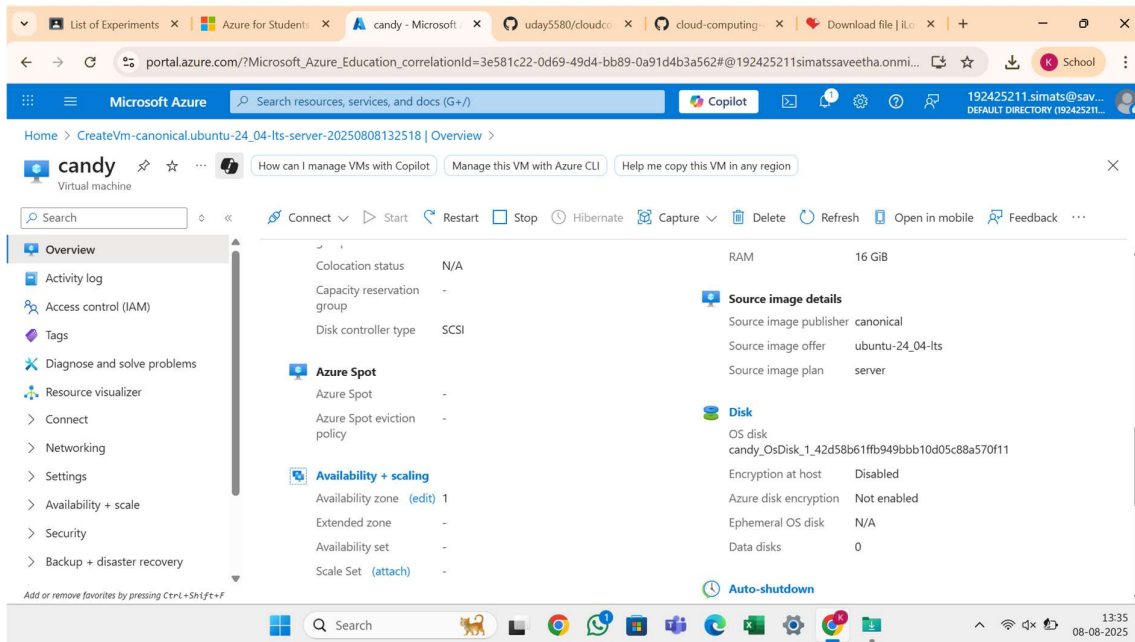 List of Experiments
Azure for Students
candy - Microsoft
uday5580/cloudco
cloud-computing-
Download file | iLo
portal.azure.com/?Microsoft_Azure_Education_correlationId=3e581c22-0d69-49d4-bb89-0a91d4b3a562#@192425211simatssaveetha.onmi...
K School
Microsoft Azure
Search resources, services, and docs (G+/)
Copilot
1
192425211.simats@sav...
DEFAULT DIRECTORY (192425211...
Home > CreateVm-canonical.ubuntu-24_04-lts-server-20250808132518 | Overview >
candy
Virtual machine
How can I manage VMs with Copilot
Manage this VM with Azure CLI
Help me copy this VM in any region
Search
Connect
Start
Restart
Stop
Hibernate
Capture
Delete
Refresh
Open in mobile
Feedback
Overview
Activity log
Access control (IAM)
Tags
Diagnose and solve problems
Resource visualizer
Connect
Networking
Settings
Availability + scale
Security
Backup + disaster recovery
Add or remove favorites by pressing Ctrl+Shift+F
Colocation status N/A
Capacity reservation -
group
Disk controller type SCSI
Azure Spot
Azure Spot -
Azure Spot eviction -
policy
Availability + scaling
Availability zone (edit) 1
Extended zone -
Availability set -
Scale Set (attach) -
RAM 16 GiB
Source image details
Source image publisher canonical
Source image offer ubuntu-24_04-lts
Source image plan server
Disk
OS disk
candy_OsDisk_1_42d58b61ffb949bbb10d05c88a570f11
Encryption at host Disabled
Azure disk encryption Not enabled
Ephemeral OS disk N/A
Data disks 0
Auto-shutdown
Search
1
K
13:35
08-08-2025